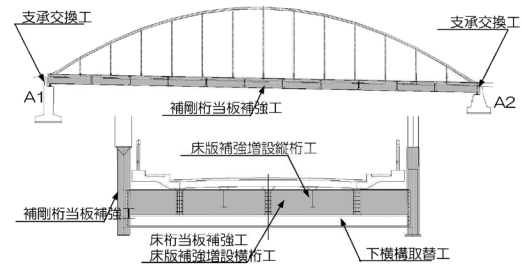 支承交換工
支承交換工
A1
A2
補剛桁当板補強工
床版補強増設縦桁工
補剛桁当板補強工
床桁当板補強工
床版補強増設横桁工
下横構取替工